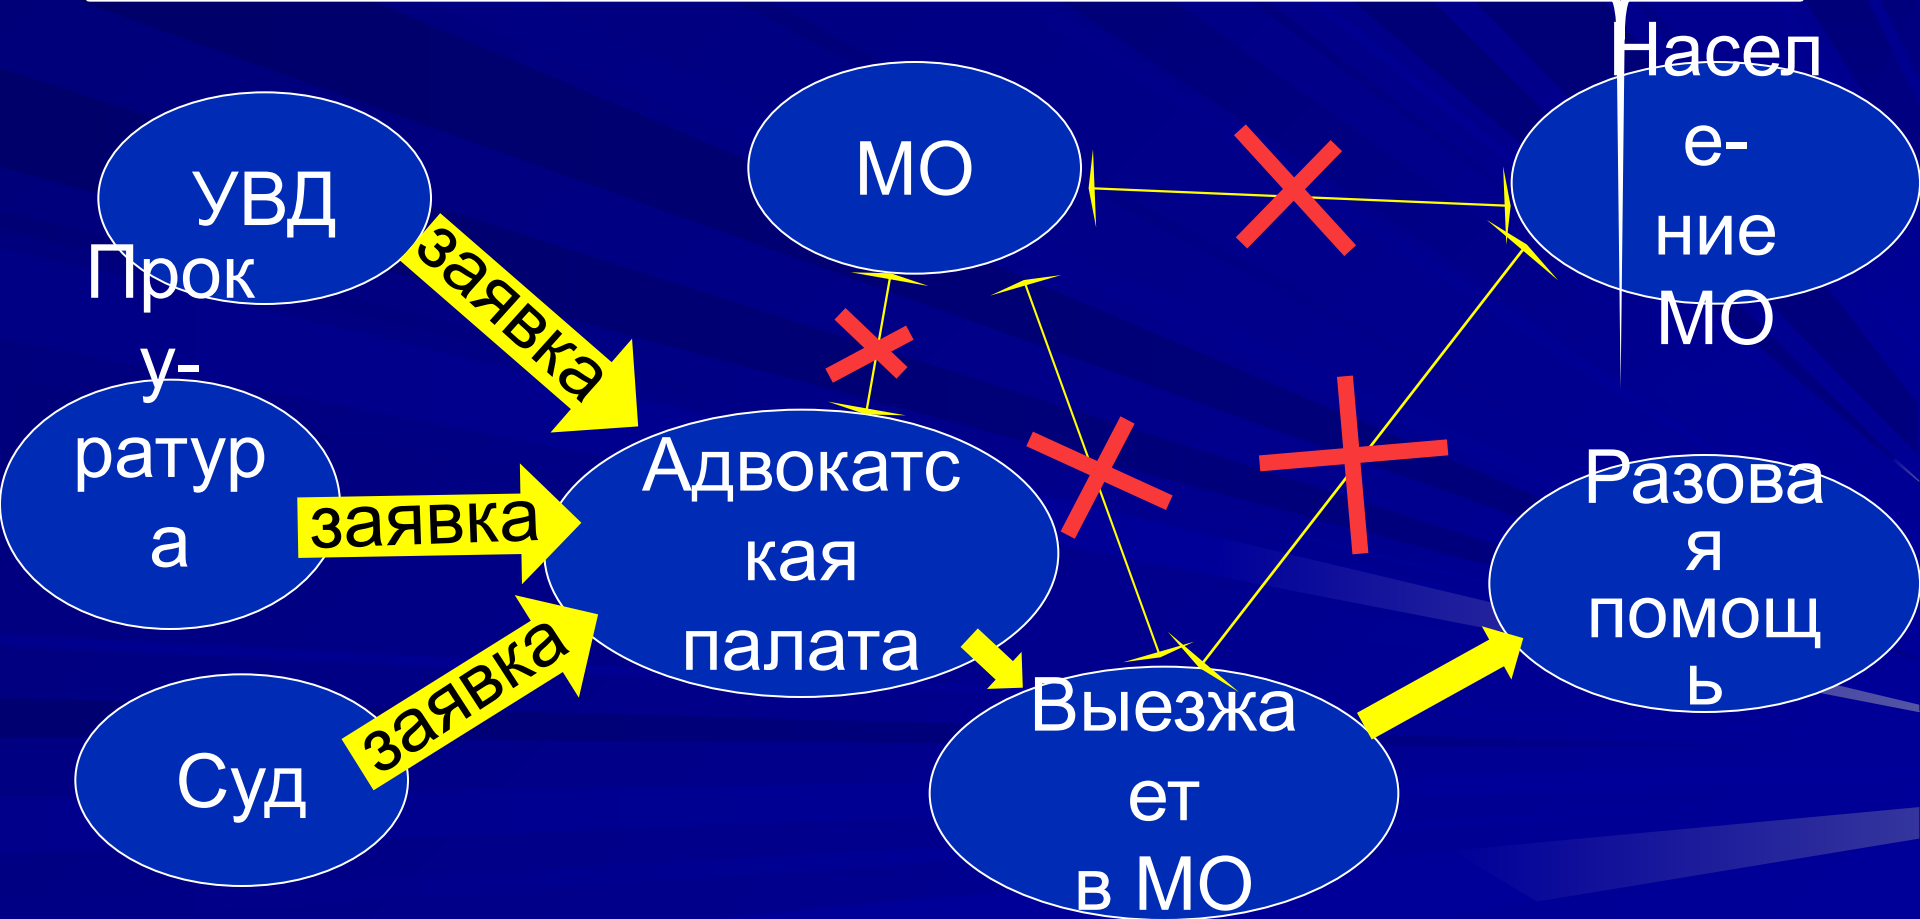 УВД
Прок
у-
ратур
а
Суд
заявка
заявка
заявка
МО
Адвокатс
кая
палата
Выезжа
ет
в МО
Насел
е-
ние
МО
Разова
я
помощ
ь